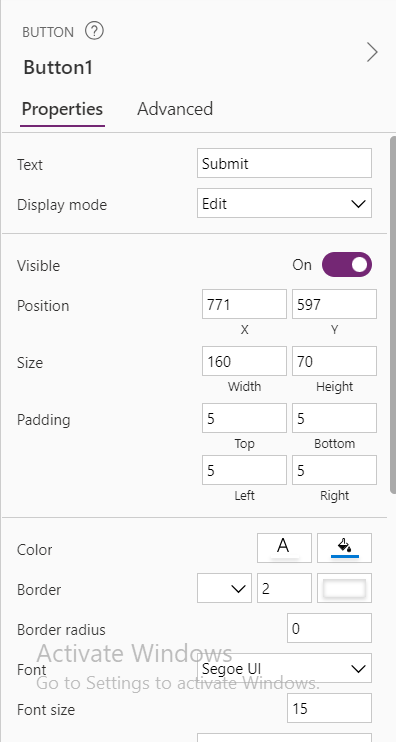 BUTTON ?
Button1
Properties Advanced
Text Submit
Display mode Edit
Visible On
Position 771 597
X Y
Size 160 70
Width Height
Padding 5 5
Top Bottom
5 5
Left Right
Color A
Border 2
Border radius 0
Activate Windows
Font Segoe UI
Go to Settings to activate Windows.
Font size 15